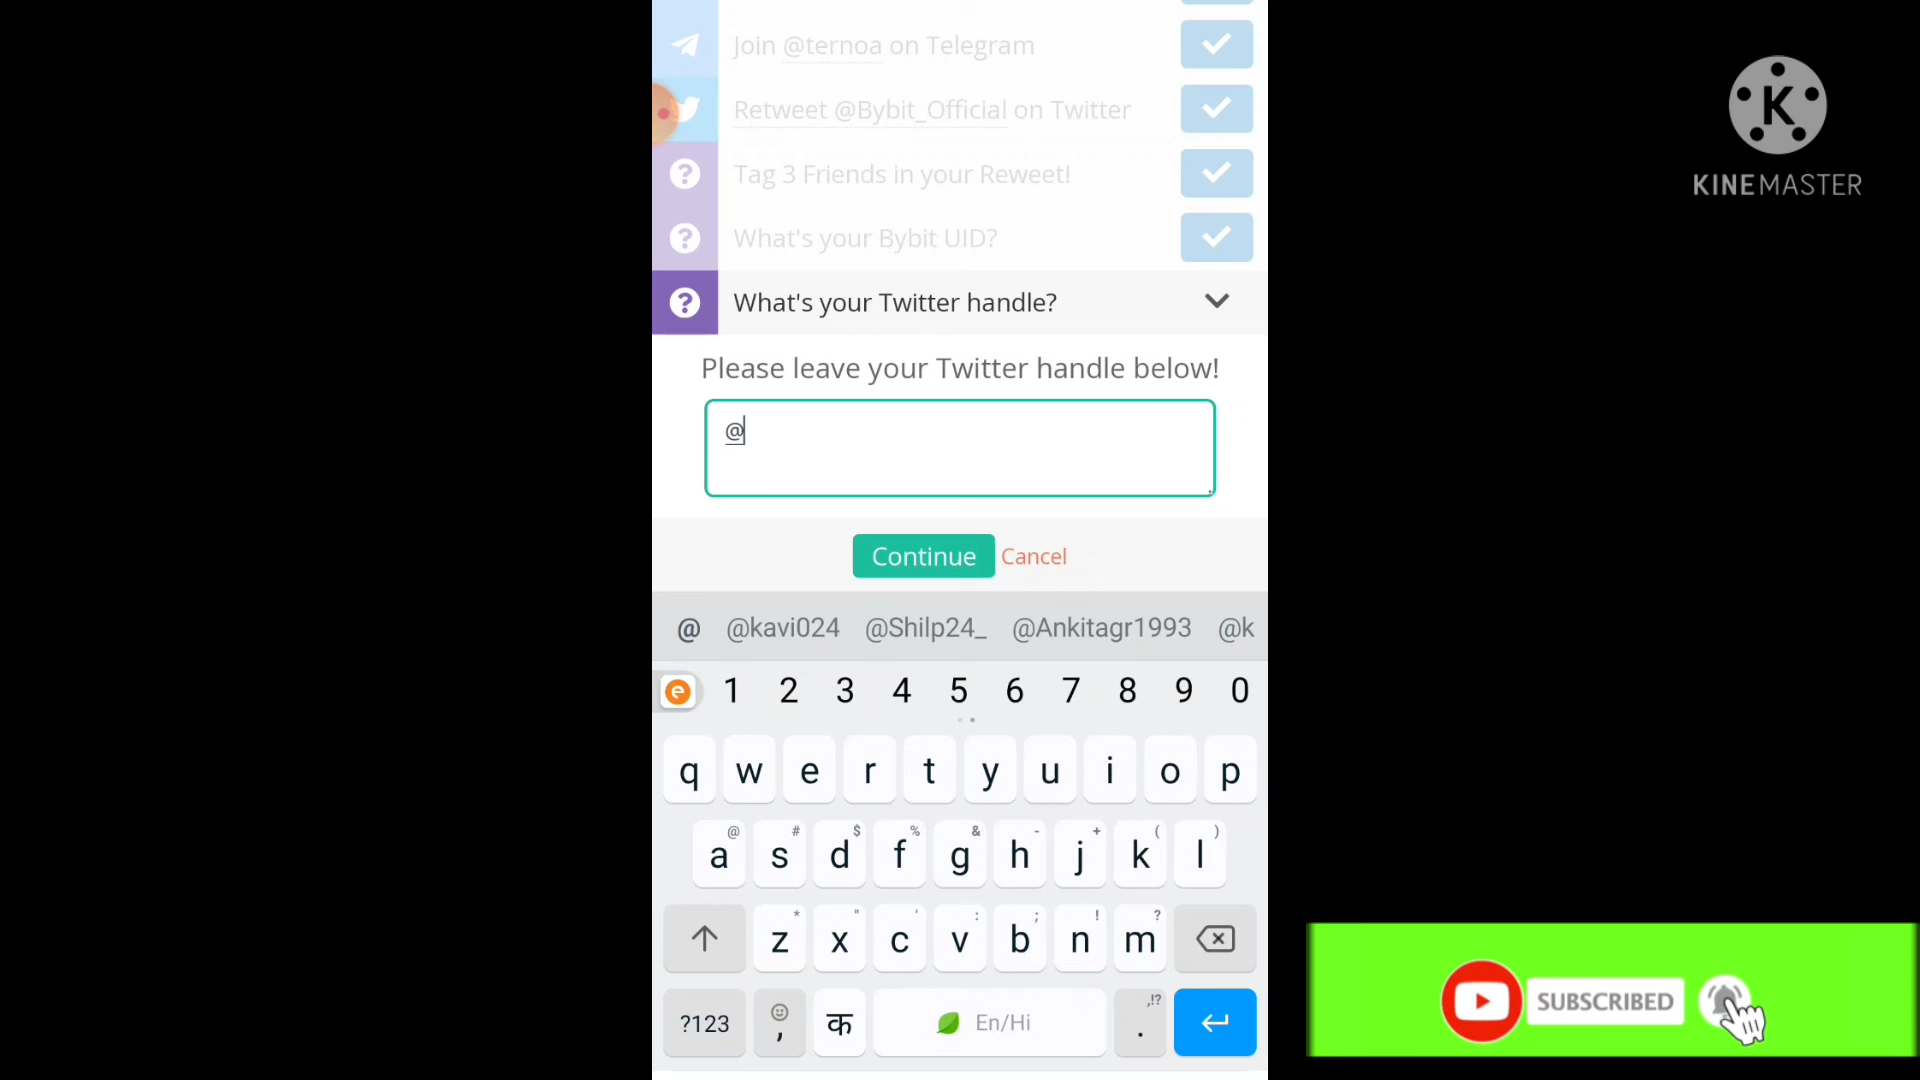 Join @ternoa on Telegram
Retweet @Bybit_Official on Twitter
Tag 3 Friends in your Reweet!
What's your Bybit UID?
What's your Twitter handle?
Please leave your Twitter handle below!
@
Continue Cancel
@ @kavi024 @Shilp24_ @Ankitagr1993 @k
e 1 2 3 4 5 6 7 8 9 0
q w e r t y u i o p
@ # $ % & - + ( )
a s d f g h j k l
* " ' : ; ! ?
z x c v b n m
?123 , क En/Hi . ,!?
K
KINEMASTER
SUBSCRIBED